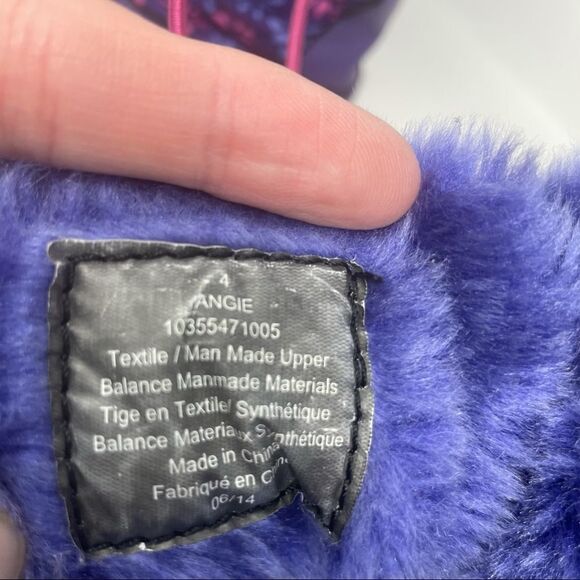 4
ANGIE
10355471005
Textile / Man Made Upper
Balance Manmade Materials
Tige en Textile/ Synthétique
Balance Materiaux Synthétique
Made in China
Fabriqué en China
06/14